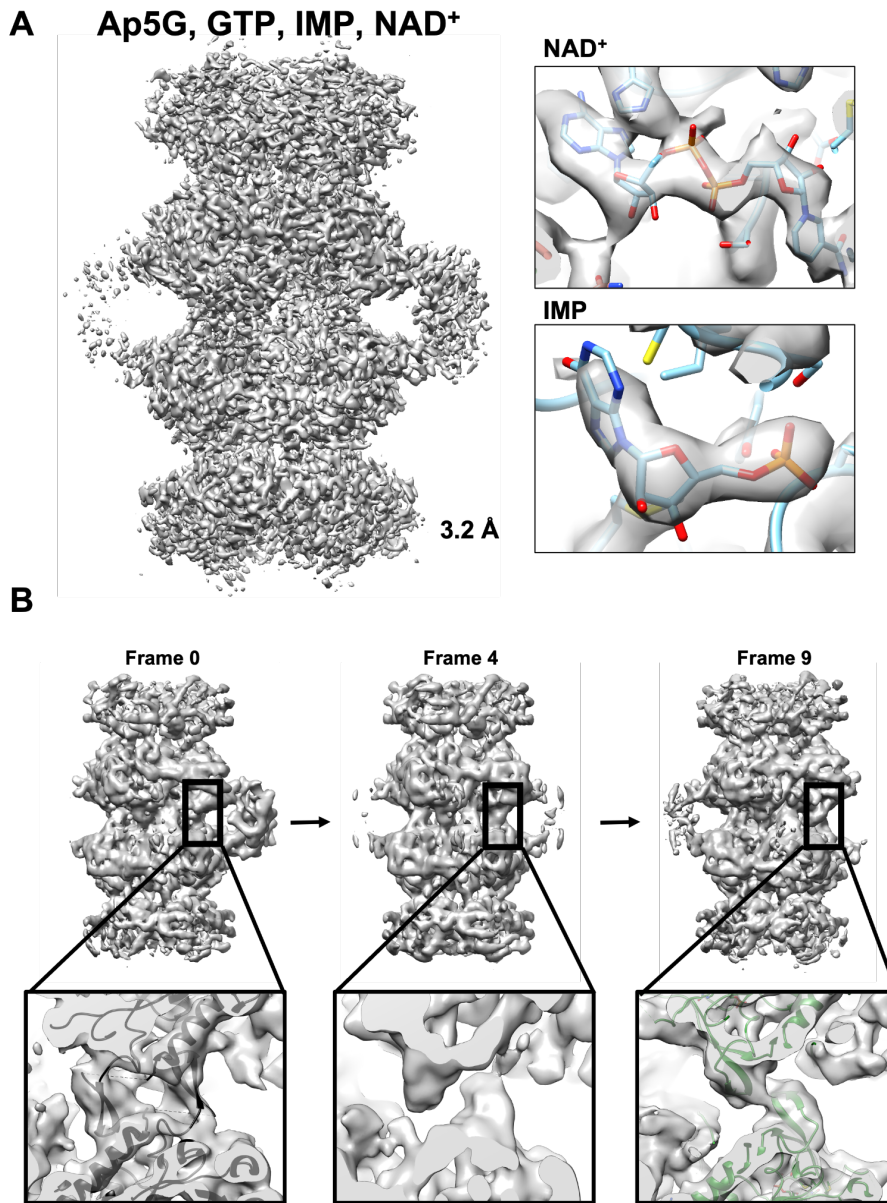 A
Ap5G, GTP, IMP, NAD⁺
NAD⁺
IMP
3.2 Å
B
Frame 0
Frame 4
Frame 9